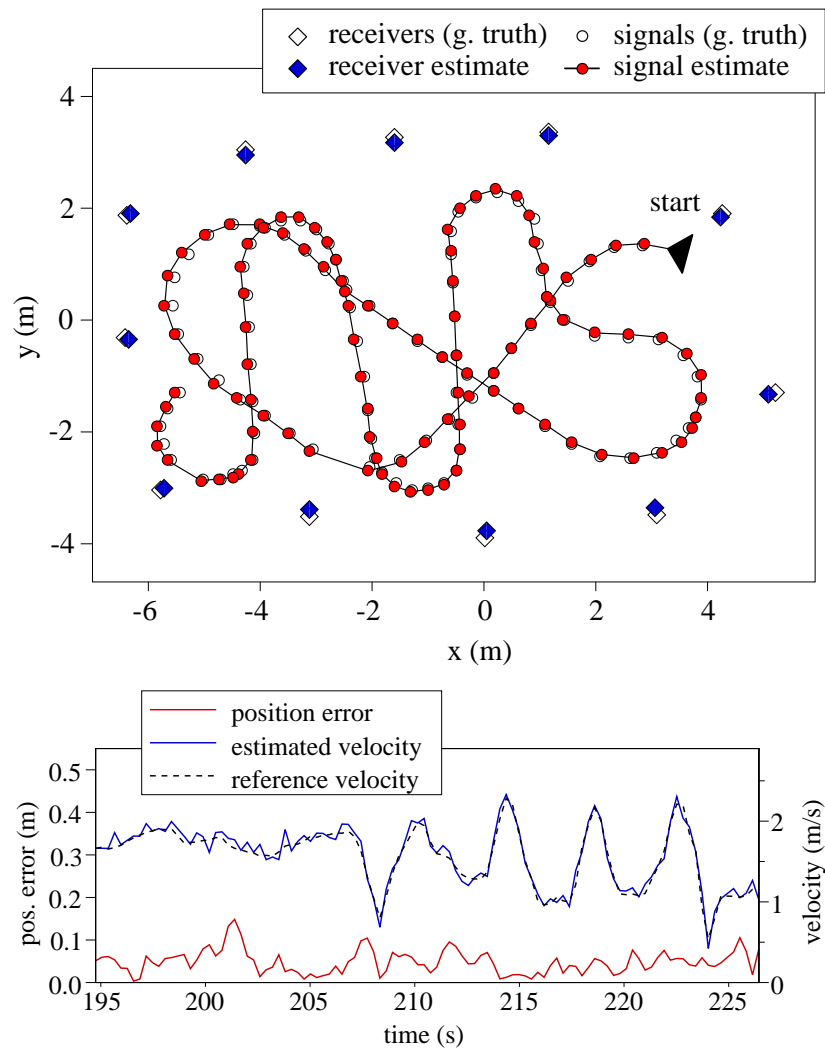 receivers (g. truth) signals (g. truth)
receiver estimate signal estimate
4
2
0
-2
-4
y (m)
start
-6 -4 -2 0 2 4
x (m)
position error
estimated velocity
reference velocity
0.5
0.4
0.3
0.2
0.1
0.0
pos. error (m)
2
1
0
velocity (m/s)
195 200 205 210 215 220 225
time (s)